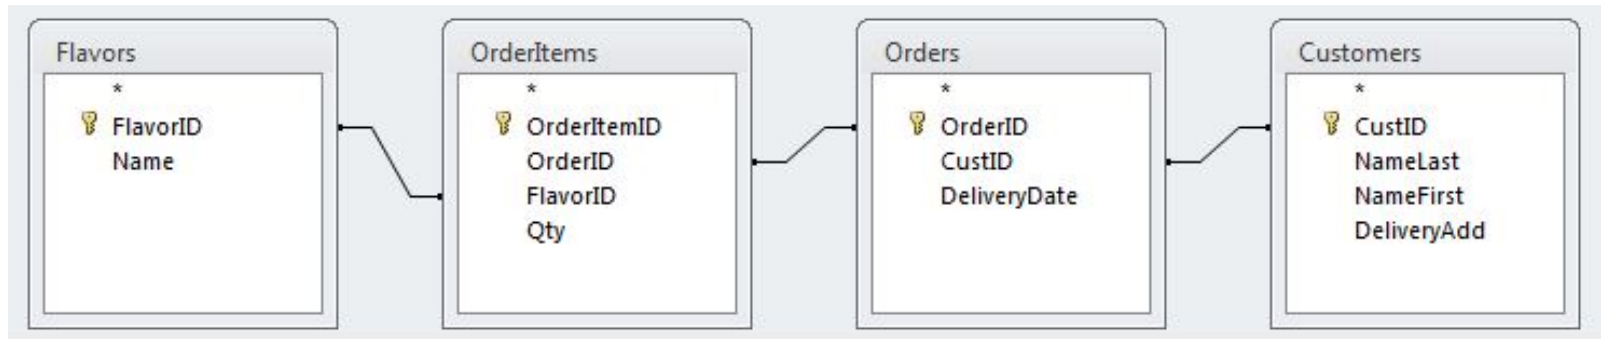 Flavors
*
FlavorID
Name
OrderItems
*
OrderItemID
OrderID
FlavorID
Qty
Orders
*
OrderID
CustID
DeliveryDate
Customers
*
CustID
NameLast
NameFirst
DeliveryAdd